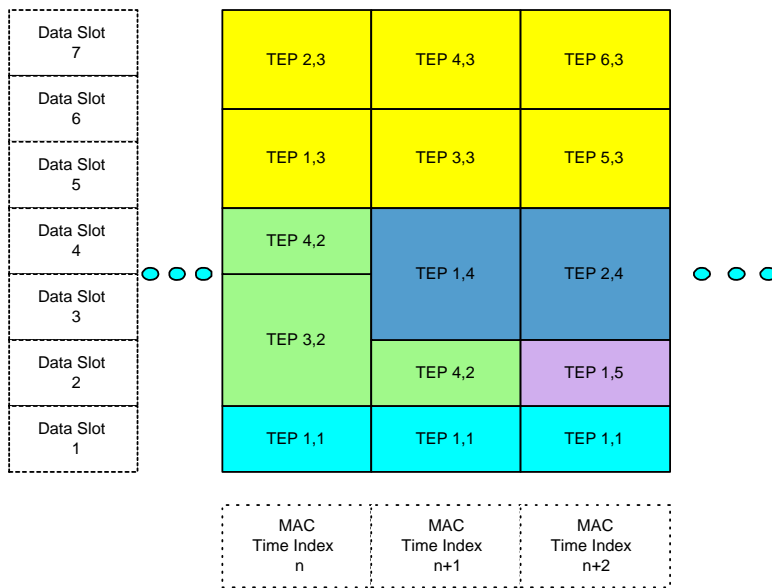 Data Slot
7
Data Slot
6
Data Slot
5
Data Slot
4
Data Slot
3
Data Slot
2
Data Slot
1
TEP 2,3
TEP 4,3
TEP 6,3
TEP 1,3
TEP 3,3
TEP 5,3
TEP 4,2
TEP 1,4
TEP 2,4
TEP 3,2
TEP 4,2
TEP 1,5
TEP 1,1
TEP 1,1
TEP 1,1
MAC
Time Index
n
MAC
Time Index
n+1
MAC
Time Index
n+2